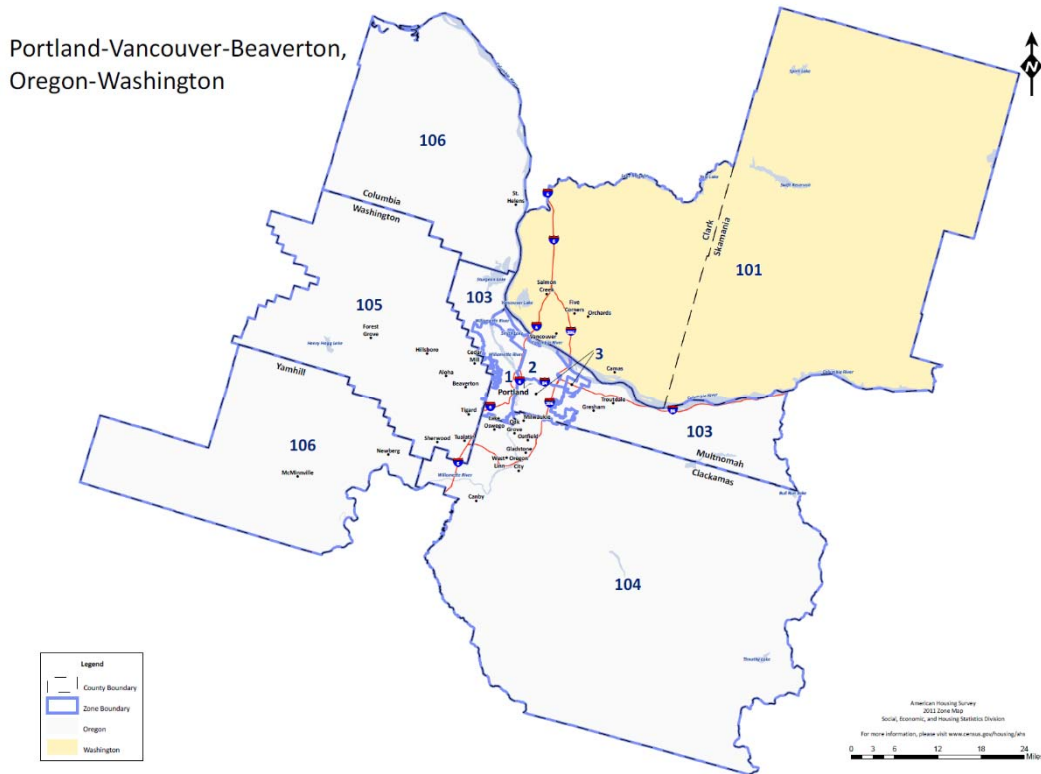 Portland-Vancouver-Beaverton,
Oregon-Washington
N
106
Columbia
Washington
St.
Helens
Clark
Skamania
101
103
105
Forest
Grove
Hillsboro
Cedar
Mill
Aloha
Beaverton
Salmon
Creek
Five
Corners
Orchards
Vancouver
Camas
1
2
3
Portland
Gresham
Troutdale
Tigard
Lake
Oswego
Oak
Grove
Milwaukie
Oatfield
Gladstone
West
Linn
Oregon
City
Sherwood
Tualatin
Canby
103
Multnomah
Clackamas
Yamhill
106
Newberg
McMinnville
104
Columbia River
Willamette River
Legend
County Boundary
Zone Boundary
Oregon
Washington
American Housing Survey
2011 Zone Map
Social, Economic, and Housing Statistics Division
For more information, please visit www.census.gov/housing/ahs
0 3 6 12 18 24
Miles